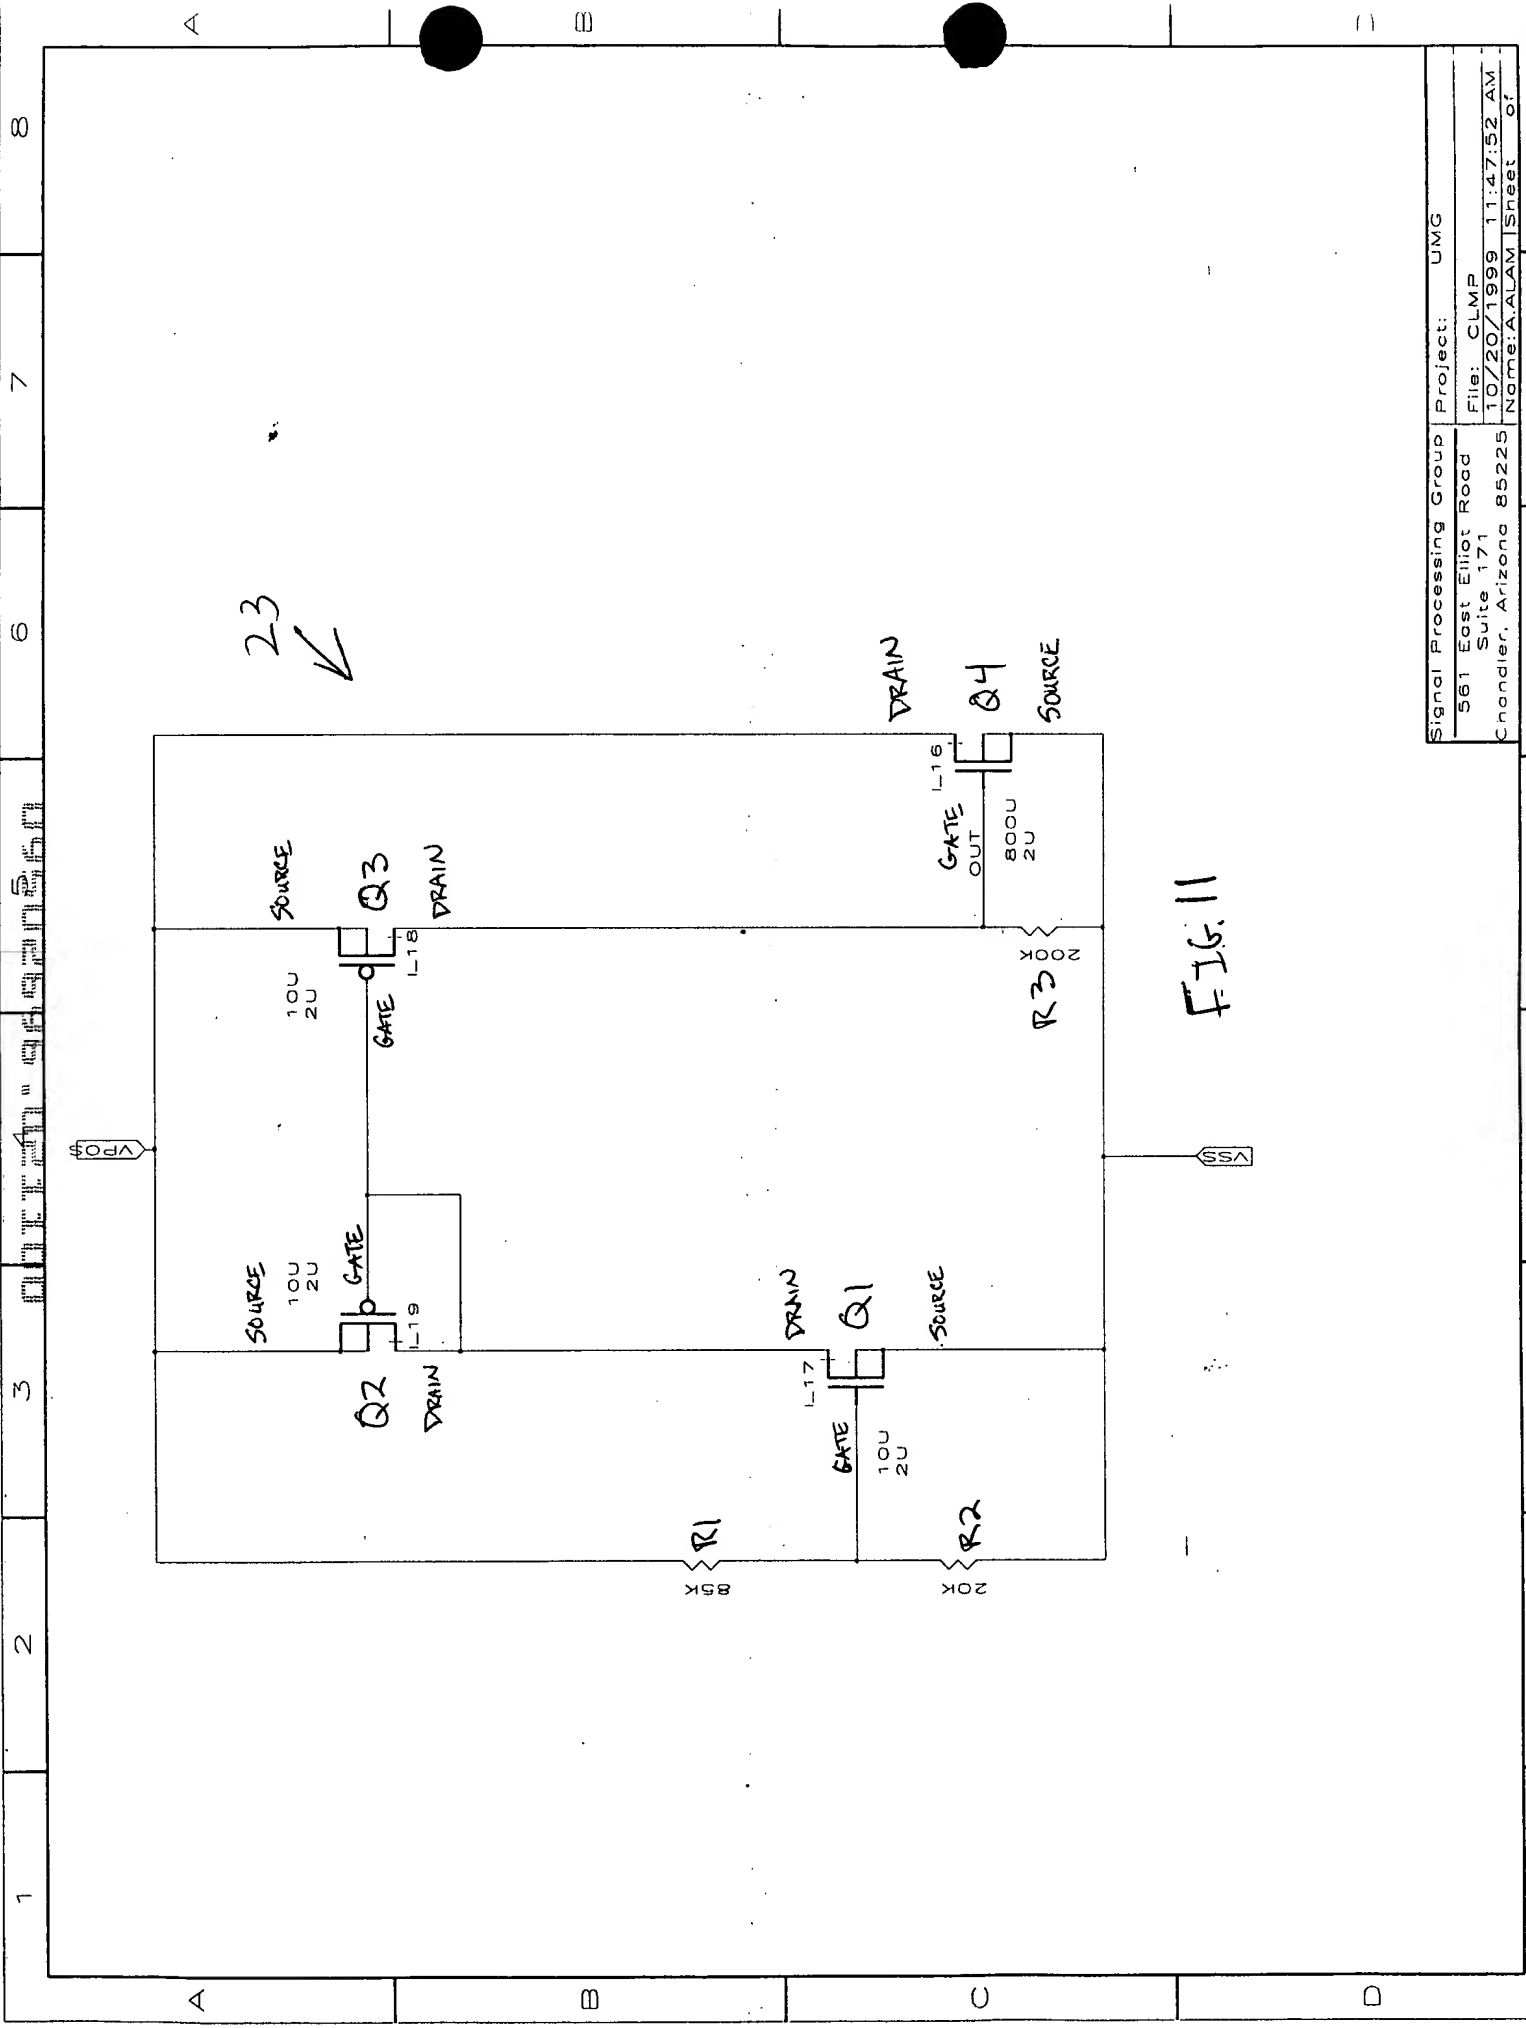 1 2 3 4 5 6 7 8
A
A
VPOS
SOURCE
10U
2U
GATE
Q2
I_19
DRAIN
SOURCE
10U
2U
GATE
Q3
I_18
DRAIN
23
B
B
R1
85K
DRAIN
I_17
Q1
GATE
10U
2U
SOURCE
R2
20K
DRAIN
I_16
GATE
OUT
Q4
800U
2U
SOURCE
R3
200K
C
VSS
FIG. 11
D
D
Signal Processing Group
561 East Elliot Road
Suite 171
Chandler, Arizona 85225
Project: UMG
File: CLMP
10/20/1999 11:47:52 AM
Name: A.ALAM Sheet of